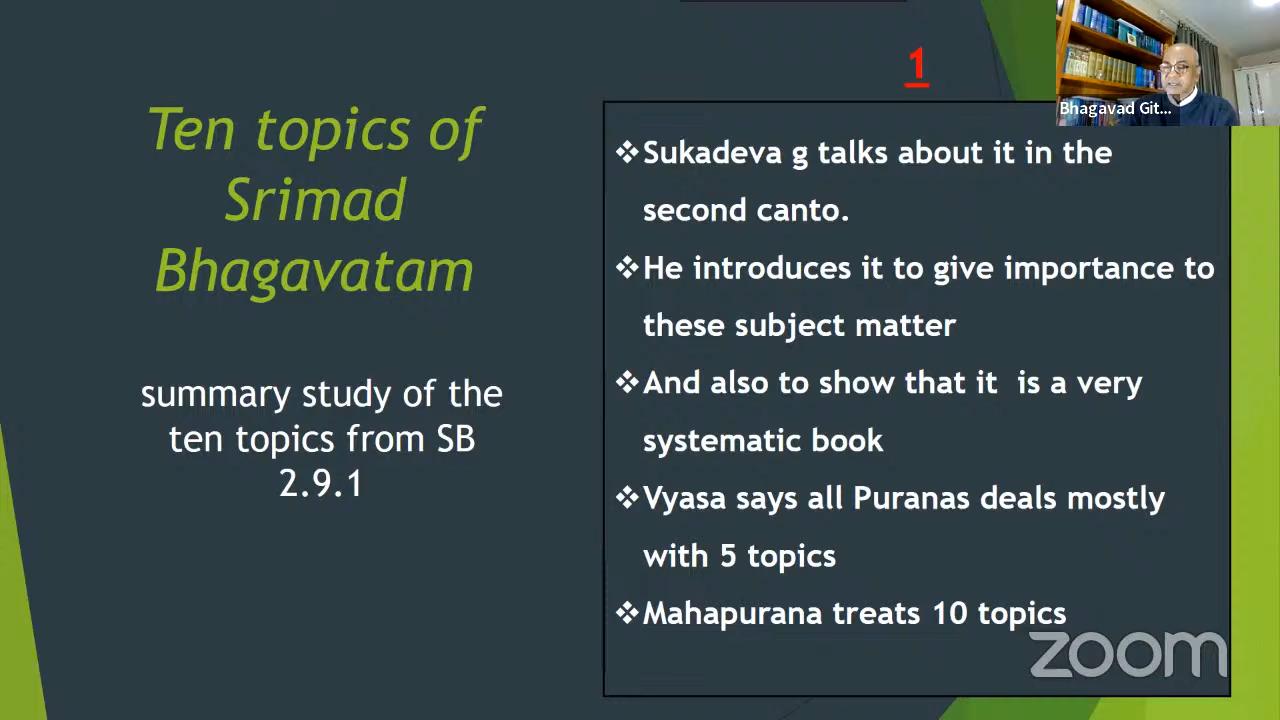 Ten topics of
Srimad
Bhagavatam
summary study of the
ten topics from SB
2.9.1
1
❖Sukadeva g talks about it in the
second canto.
❖He introduces it to give importance to
these subject matter
❖And also to show that it  is a very
systematic book
❖Vyasa says all Puranas deals mostly
with 5 topics
❖Mahapurana treats 10 topics
Bhagavad Git...
zoom